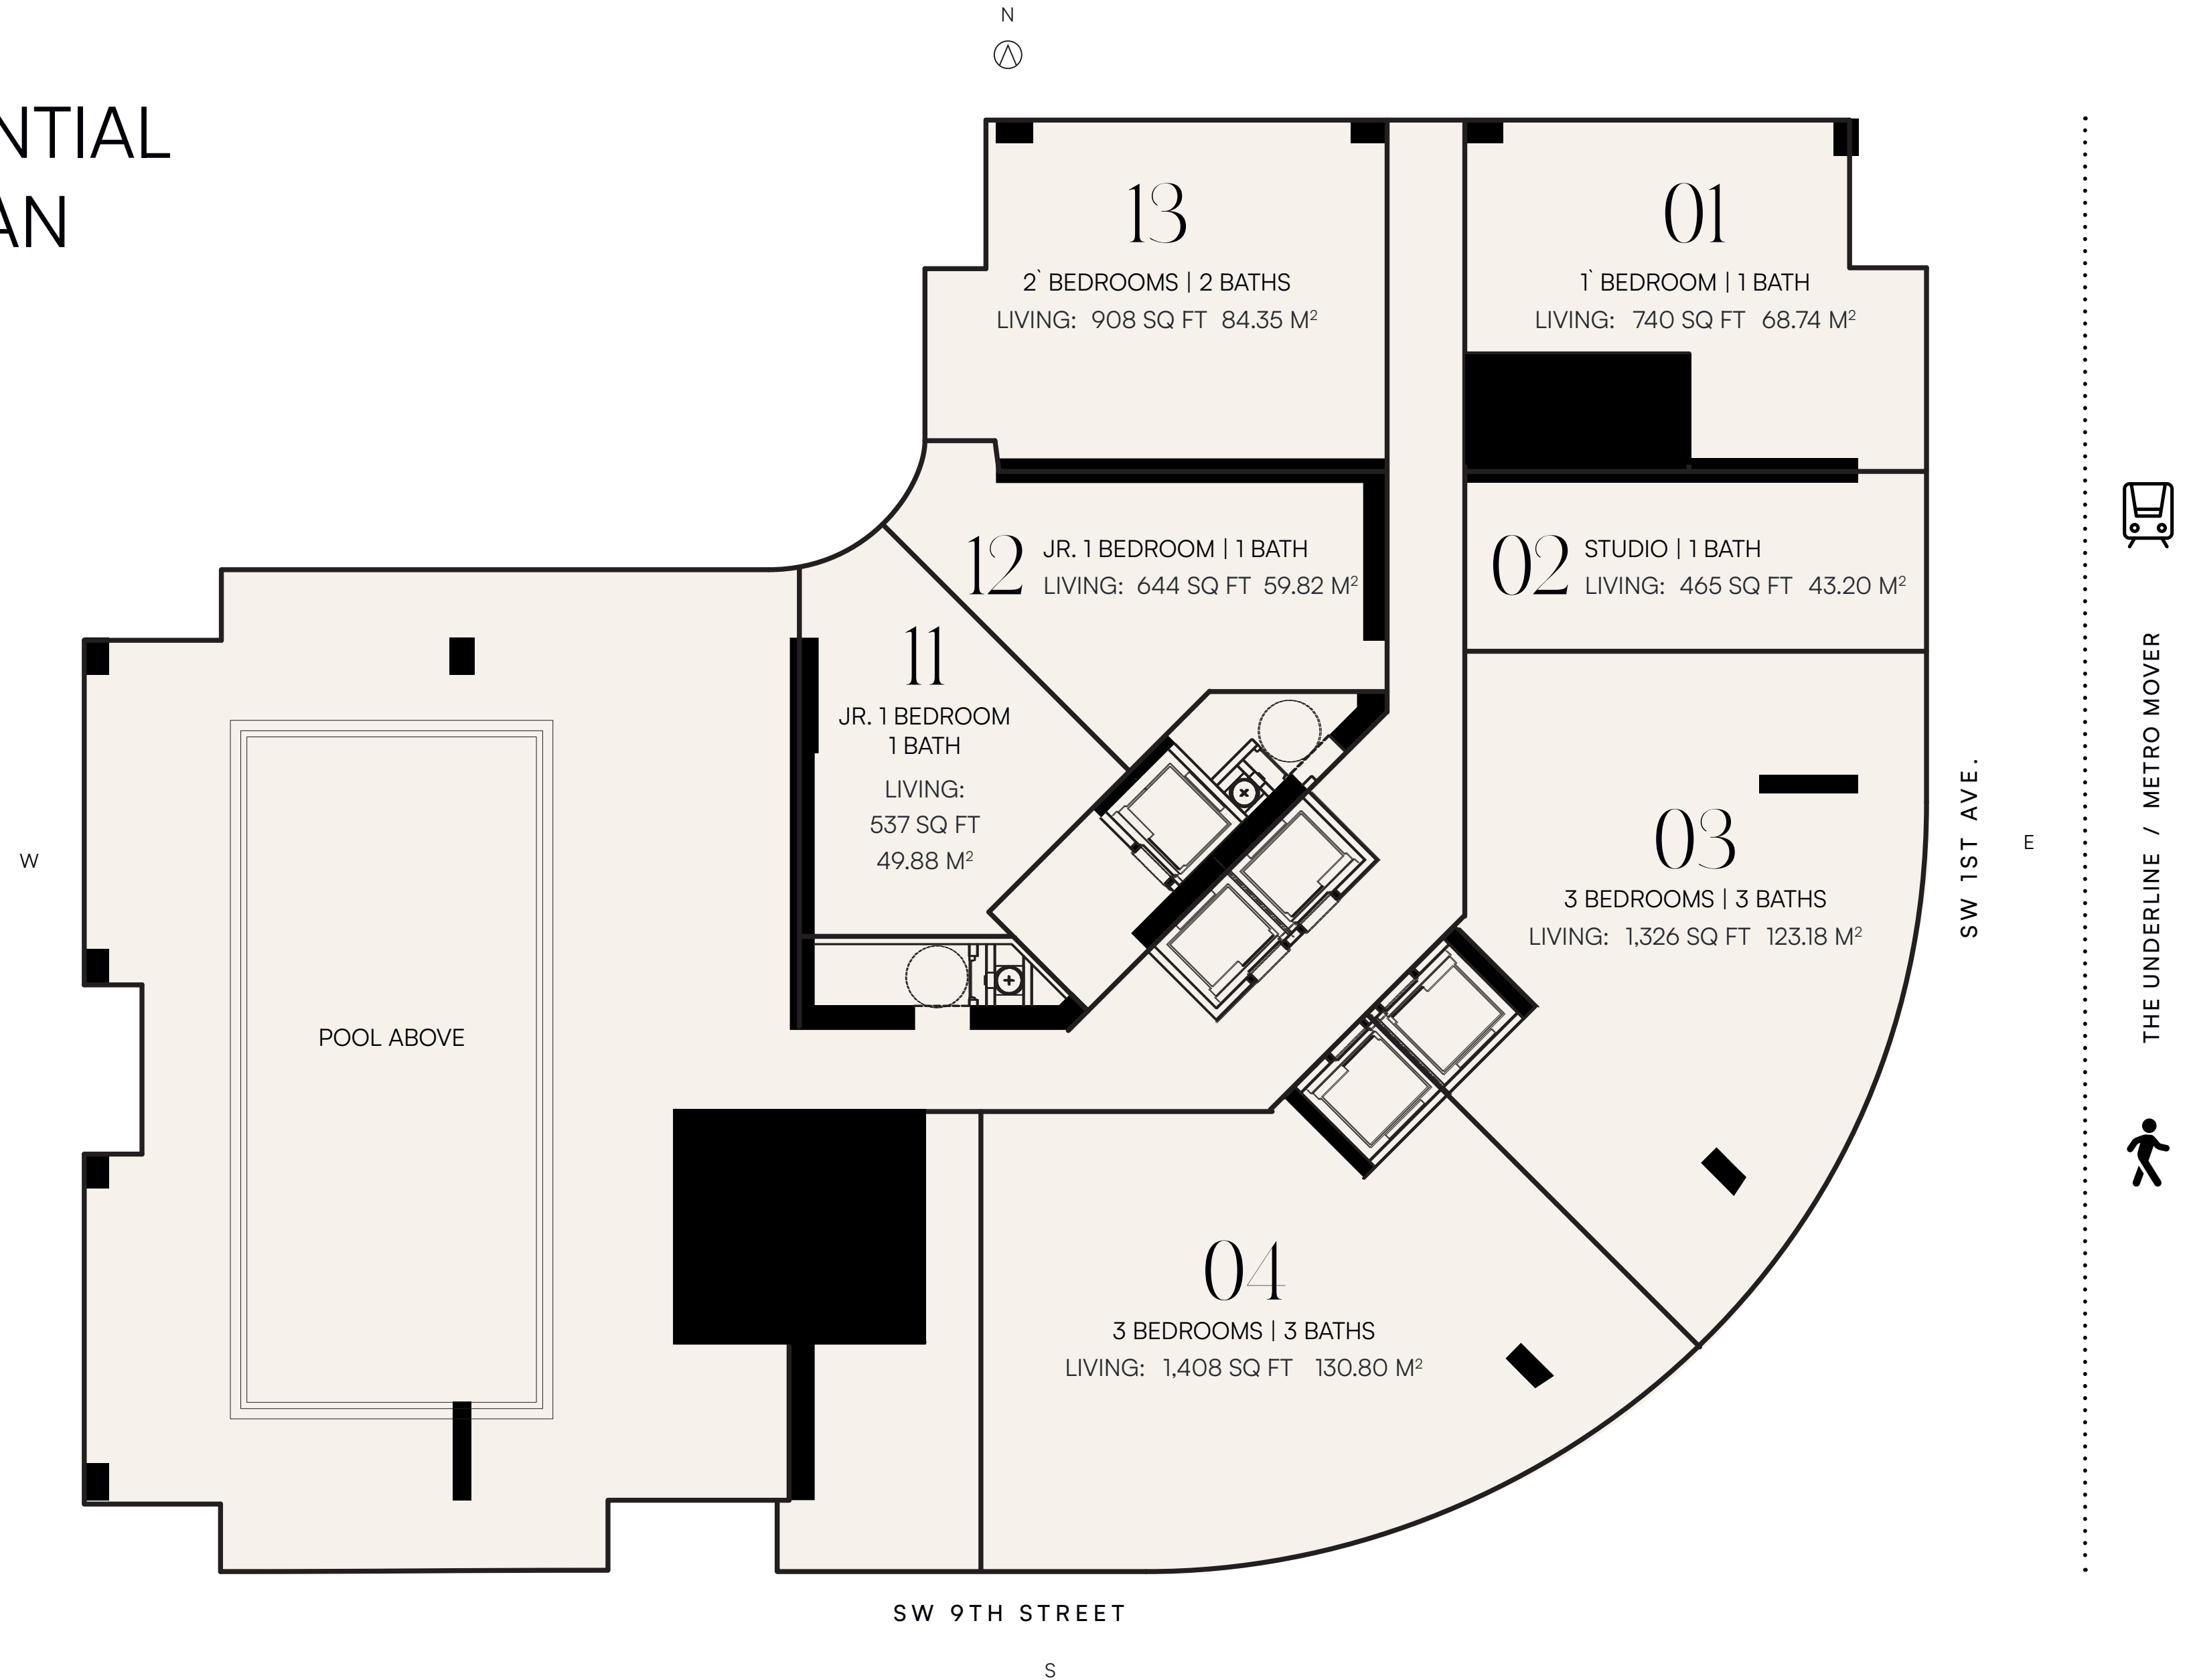 N
NTIAL
AN
13
2` BEDROOMS | 2 BATHS
LIVING: 908 SQ FT 84.35 M²
01
1` BEDROOM | 1 BATH
LIVING: 740 SQ FT 68.74 M²
12
JR. 1 BEDROOM | 1 BATH
LIVING: 644 SQ FT 59.82 M²
02
STUDIO | 1 BATH
LIVING: 465 SQ FT 43.20 M²
11
JR. 1 BEDROOM
1 BATH
LIVING:
537 SQ FT
49.88 M²
03
3 BEDROOMS | 3 BATHS
LIVING: 1,326 SQ FT 123.18 M²
W
E
SW 1ST AVE.
THE UNDERLINE / METRO MOVER
POOL ABOVE
04
3 BEDROOMS | 3 BATHS
LIVING: 1,408 SQ FT 130.80 M²
SW 9TH STREET
S